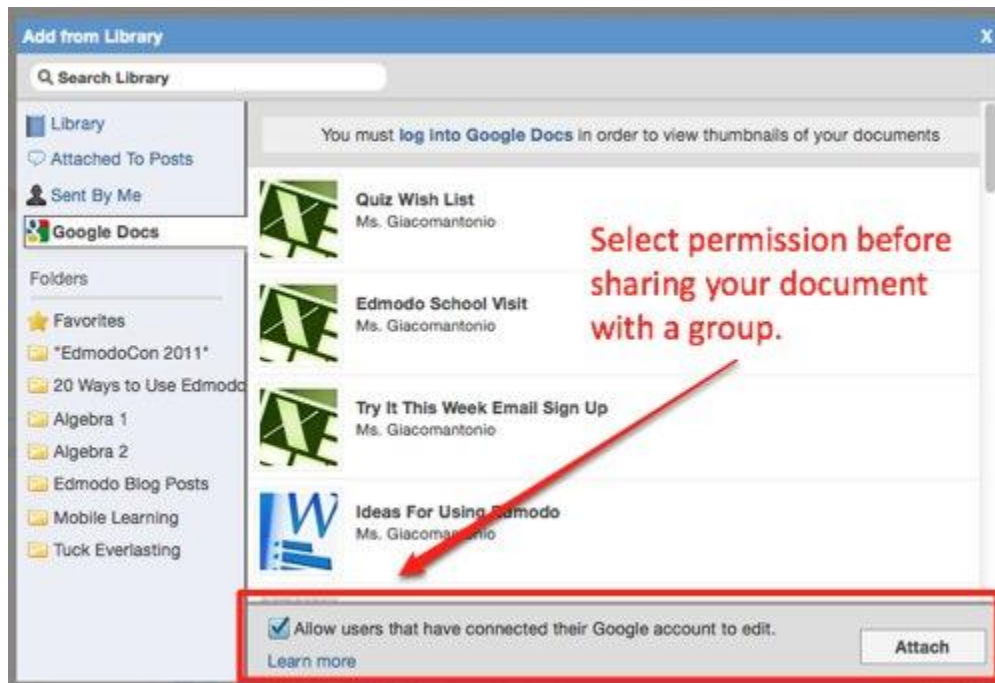 Add from Library
X
Search Library
Library
Attached To Posts
Sent By Me
Google Docs
Folders
Favorites
"EdmodoCon 2011"
20 Ways to Use Edmodo
Algebra 1
Algebra 2
Edmodo Blog Posts
Mobile Learning
Tuck Everlasting
You must log into Google Docs in order to view thumbnails of your documents
Quiz Wish List
Ms. Giacomantonio
Edmodo School Visit
Ms. Giacomantonio
Try It This Week Email Sign Up
Ms. Giacomantonio
Ideas For Using Edmodo
Ms. Giacomantonio
Select permission before
sharing your document
with a group.
Allow users that have connected their Google account to edit.
Learn more
Attach